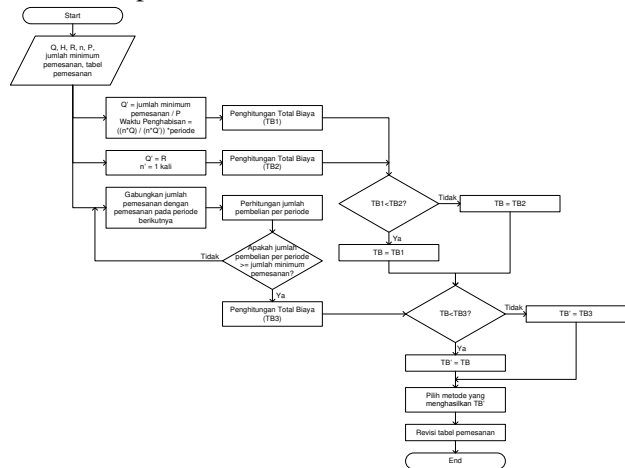 Start
Q, H, R, n, P,
jumlah minimum
pemesanan, tabel
pemesanan
Q' = jumlah minimum
pemesanan / P
Waktu Penghabisan =
((n*Q) / (n*Q')) *periode
Penghitungan Total Biaya
(TB1)
Q' = R
n' = 1 kali
Penghitungan Total Biaya
(TB2)
Gabungkan jumlah
pemesanan dengan
pemesanan pada periode
berikutnya
Perhitungan jumlah
pembelian per periode
TB1<TB2?
Tidak
TB = TB2
Ya
TB = TB1
Apakah jumlah
pembelian per periode
>= jumlah minimum
pemesanan?
Tidak
Ya
Penghitungan Total Biaya
(TB3)
TB<TB3?
Tidak
TB' = TB3
Ya
TB' = TB
Pilih metode yang
menghasilkan TB'
Revisi tabel pemesanan
End